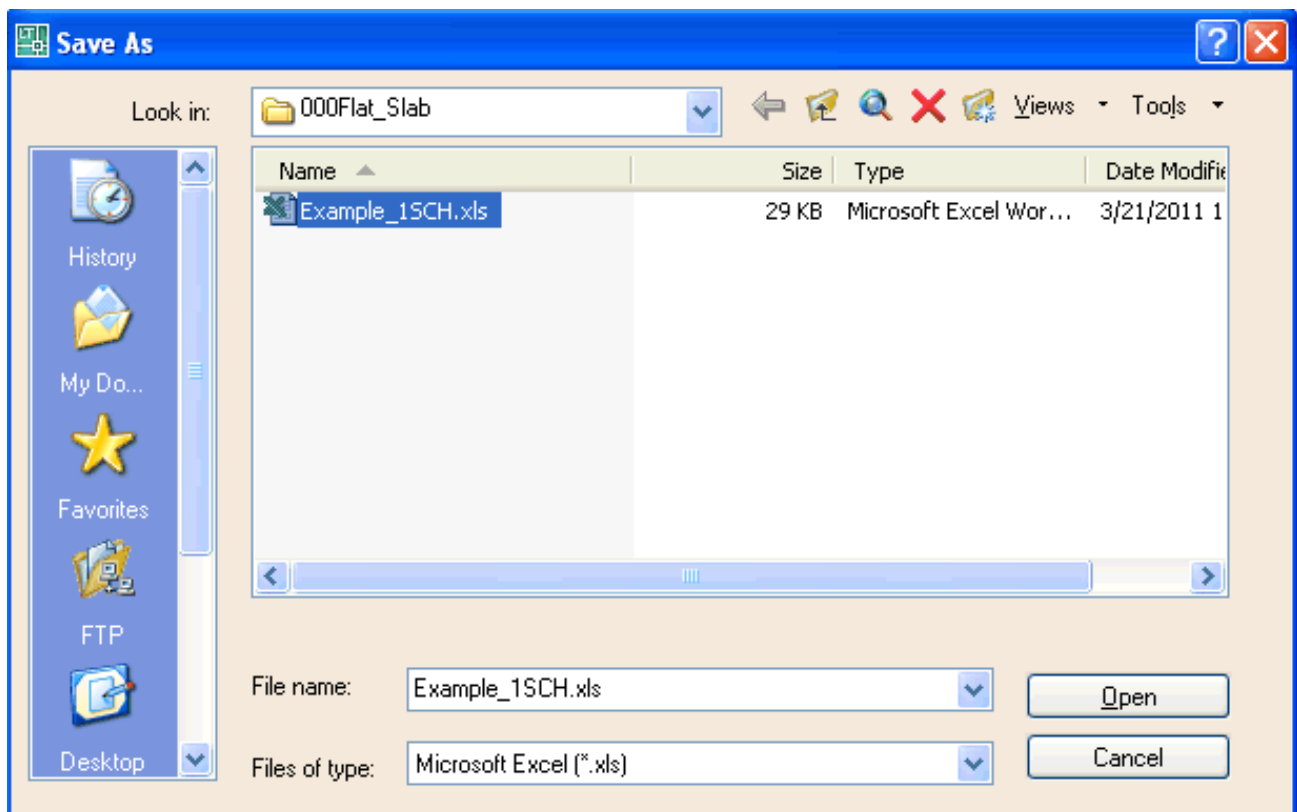 Save As
Look in: 000Flat_Slab Views Tools
Name Size Type Date Modifie
Example_1SCH.xls 29 KB Microsoft Excel Wor... 3/21/2011 1
History
My Do...
Favorites
FTP
Desktop
File name: Example_1SCH.xls Open
Files of type: Microsoft Excel (*.xls) Cancel